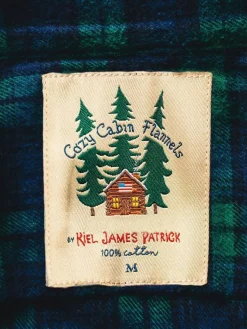 Cozy Cabin Flannels
BY KIEL JAMES PATRICK
100% cotton
M